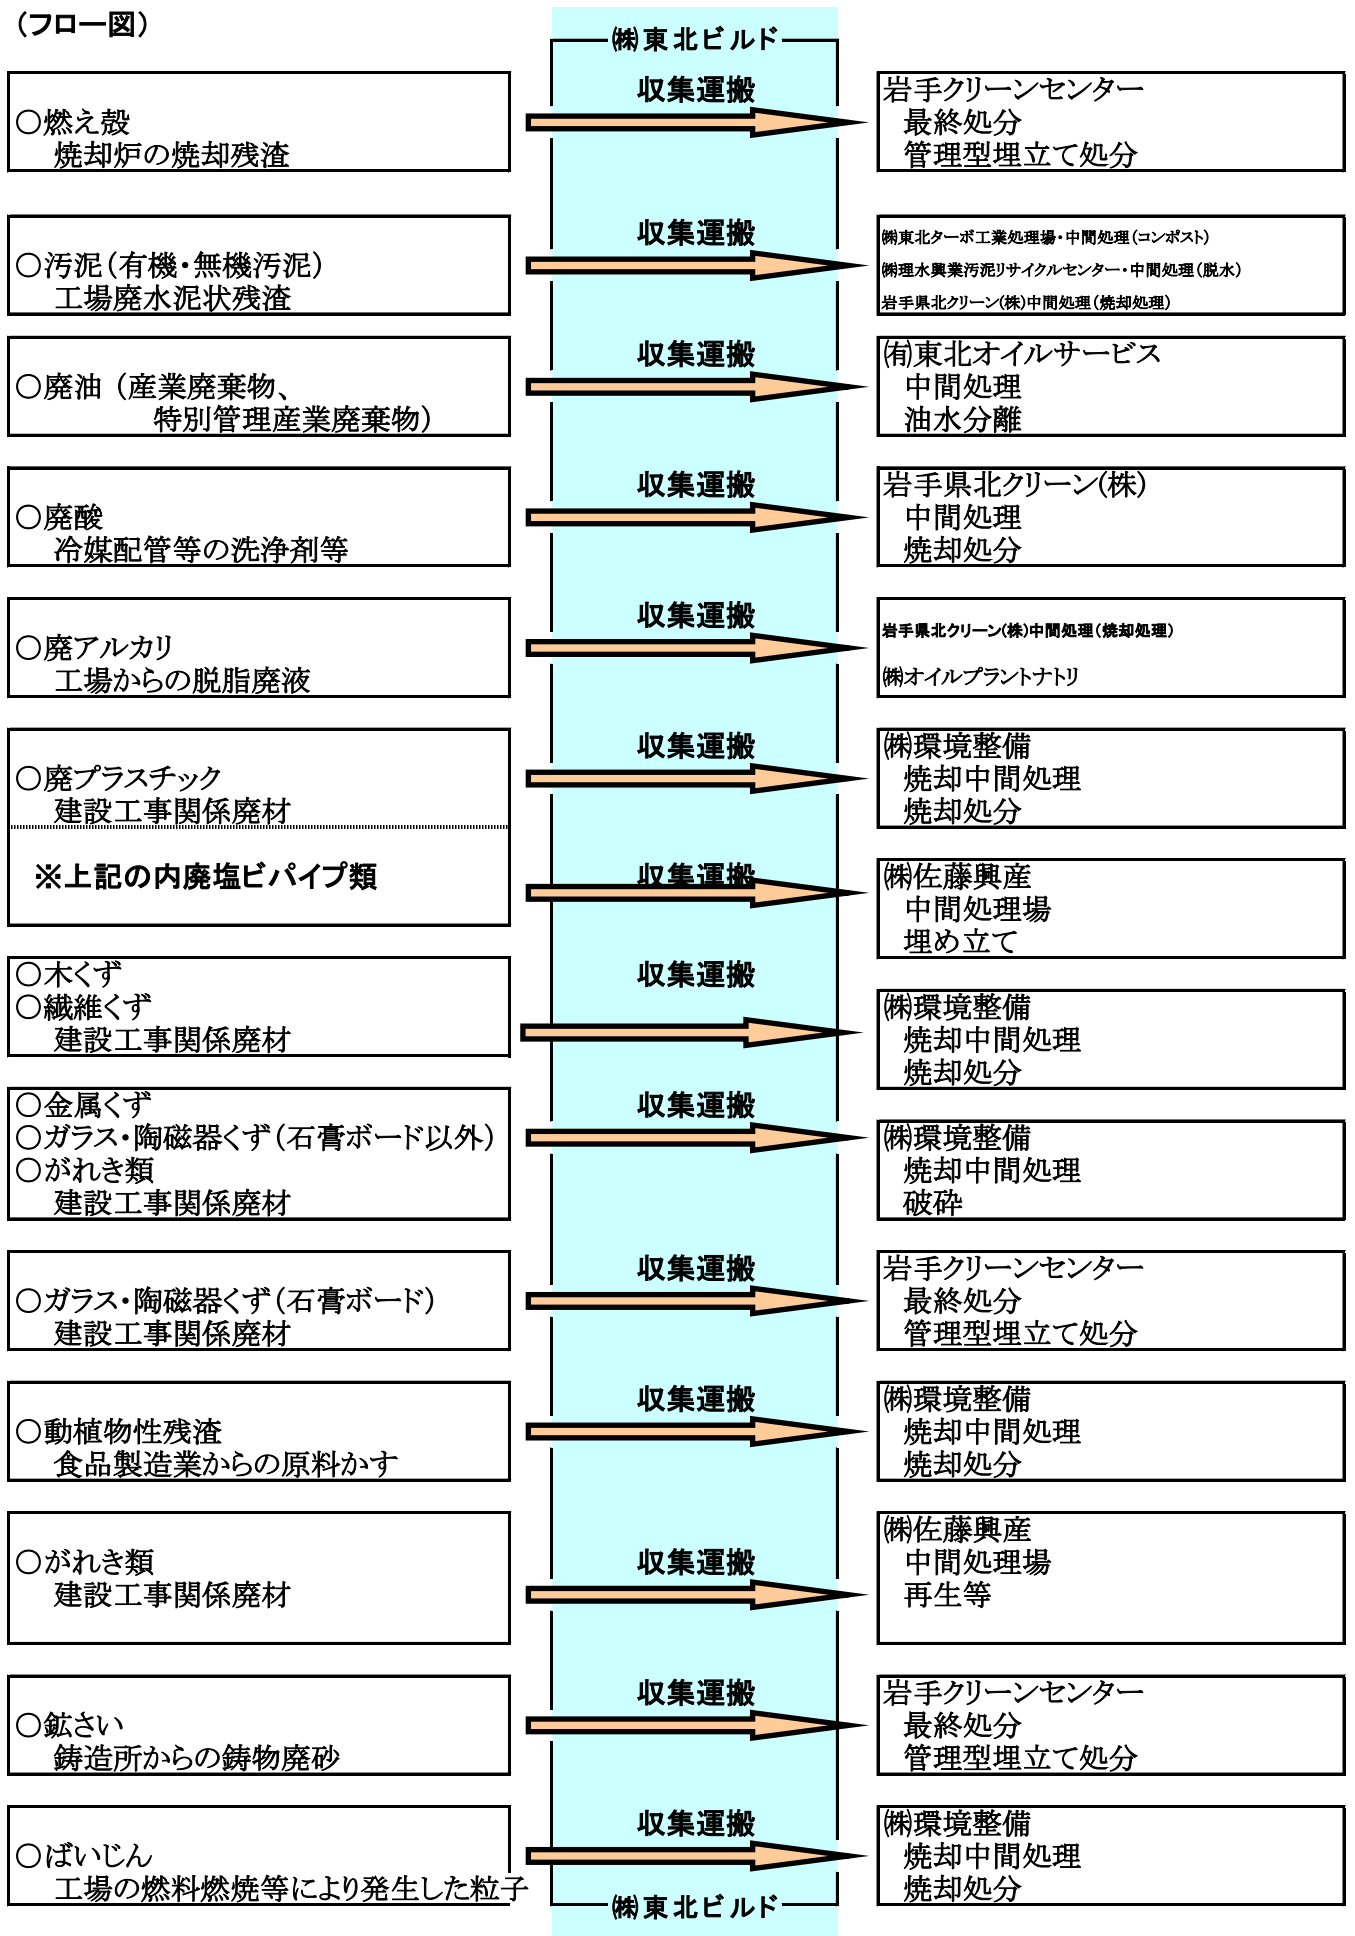 （フロー図）
㈱東北ビルド
収集運搬
○燃え殻
焼却炉の焼却残渣
岩手クリーンセンター
最終処分
管理型埋立て処分
収集運搬
○汚泥（有機・無機汚泥）
工場廃水泥状残渣
㈱東北ターボ工業処理場・中間処理（コンポスト）
㈱理水興業汚泥リサイクルセンター・中間処理（脱水）
岩手県北クリーン(株)中間処理（焼却処理）
収集運搬
○廃油（産業廃棄物、
特別管理産業廃棄物）
㈲東北オイルサービス
中間処理
油水分離
収集運搬
○廃酸
冷媒配管等の洗浄剤等
岩手県北クリーン(株)
中間処理
焼却処分
収集運搬
○廃アルカリ
工場からの脱脂廃液
岩手県北クリーン(株)中間処理（焼却処理）
㈱オイルプラントナトリ
収集運搬
○廃プラスチック
建設工事関係廃材
㈱環境整備
焼却中間処理
焼却処分
※上記の内廃塩ビパイプ類
収集運搬
㈱佐藤興産
中間処理場
埋め立て
収集運搬
○木くず
○繊維くず
建設工事関係廃材
㈱環境整備
焼却中間処理
焼却処分
収集運搬
○金属くず
○ガラス・陶磁器くず（石膏ボード以外）
○がれき類
建設工事関係廃材
㈱環境整備
焼却中間処理
破砕
収集運搬
○ガラス・陶磁器くず（石膏ボード）
建設工事関係廃材
岩手クリーンセンター
最終処分
管理型埋立て処分
収集運搬
○動植物性残渣
食品製造業からの原料かす
㈱環境整備
焼却中間処理
焼却処分
収集運搬
○がれき類
建設工事関係廃材
㈱佐藤興産
中間処理場
再生等
収集運搬
○鉱さい
鋳造所からの鋳物廃砂
岩手クリーンセンター
最終処分
管理型埋立て処分
収集運搬
○ばいじん
工場の燃料燃焼等により発生した粒子
㈱環境整備
焼却中間処理
焼却処分
㈱東北ビルド